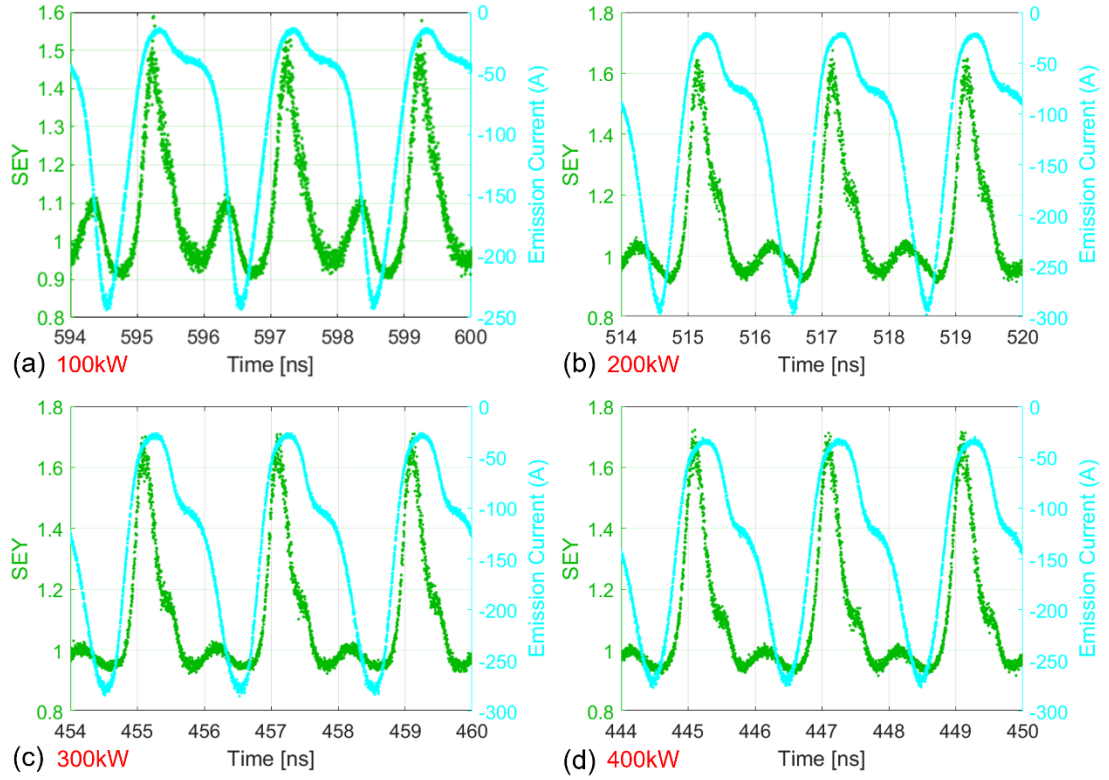 1.6
1.5
1.4
1.3
1.2
1.1
1
0.9
0.8
SEY
594 595 596 597 598 599 600
Time [ns]
0
-50
-100
-150
-200
-250
Emission Current (A)
(a) 100kW
1.8
1.6
1.4
1.2
1
0.8
SEY
514 515 516 517 518 519 520
Time [ns]
0
-50
-100
-150
-200
-250
-300
Emission Current (A)
(b) 200kW
1.8
1.6
1.4
1.2
1
0.8
SEY
454 455 456 457 458 459 460
Time [ns]
0
-50
-100
-150
-200
-250
-300
Emission Current (A)
(c) 300kW
1.8
1.6
1.4
1.2
1
0.8
SEY
444 445 446 447 448 449 450
Time [ns]
0
-50
-100
-150
-200
-250
-300
Emission Current (A)
(d) 400kW